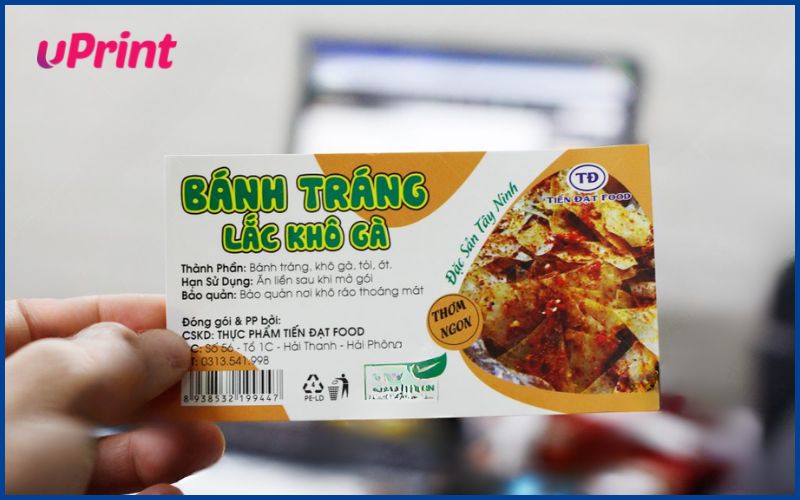 uPrint
BÁNH TRÁNG
LẮC KHÔ GÀ
Thành Phần: Bánh tráng, khô gà, tỏi, ớt.
Hạn Sử Dụng: Ăn liền sau khi mở gói
Bảo quản: Bảo quản nơi khô ráo thoáng mát
Đóng gói & PP bởi:
CSKD: THỰC PHẨM TIẾN ĐẠT FOOD
C: Số 56 - Tổ 1C - Hải Thanh - Hải Phòng
T: 0313.541.998
8 938532 199447
PE-LD
Đặc Sản Tây Ninh
THƠM
NGON
TĐ
TIẾN ĐẠT FOOD